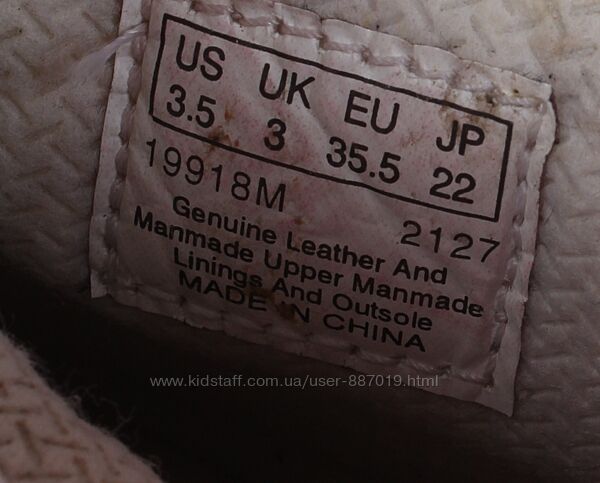 US UK EU JP
3.5 3 35.5 22
19918M 2127
Genuine Leather And
Manmade Upper Manmade
Linings And Outsole
MADE IN CHINA
www.kidstaff.com.ua/user-887019.html